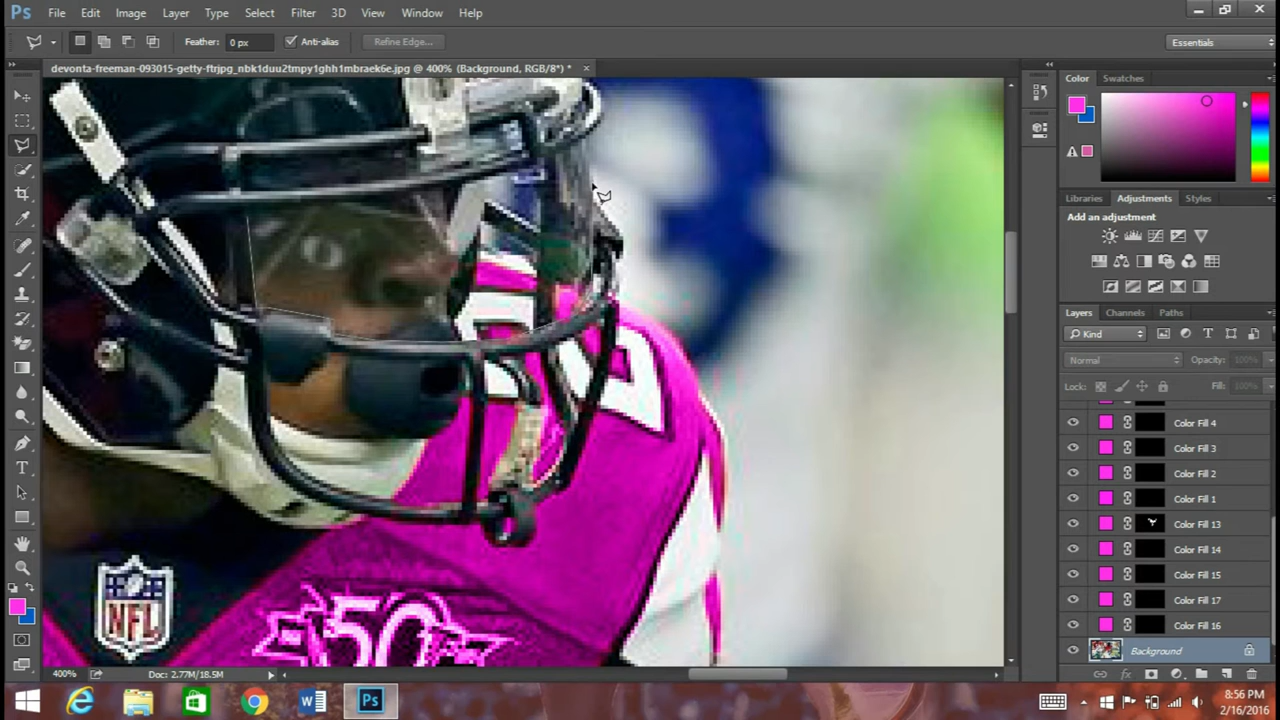 Ps File Edit Image Layer Type Select Filter 3D View Window Help
Feather: 0 px Anti-alias Refine Edge... Essentials
devonta-freeman-093015-getty-ftrjpg_nbk1duu2tmpy1ghh1mbraek6e.jpg @ 400% (Background, RGB/8*) *
Color Swatches
Libraries Adjustments Styles
Add an adjustment
Layers Channels Paths
Kind
Normal Opacity: 100%
Lock: Fill: 100%
Color Fill 4
Color Fill 3
Color Fill 2
Color Fill 1
Color Fill 13
Color Fill 14
Color Fill 15
Color Fill 17
Color Fill 16
Background
NFL
50
400% Doc: 2.77M/18.5M
8:56 PM
2/16/2016